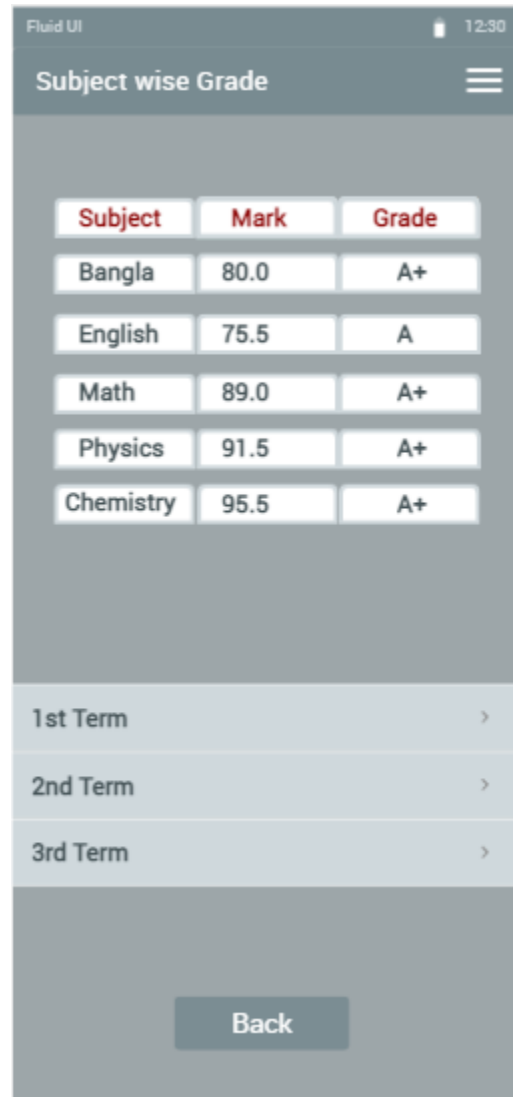 Fluid UI 12:30
Subject wise Grade
Subject Mark Grade
Bangla 80.0 A+
English 75.5 A
Math 89.0 A+
Physics 91.5 A+
Chemistry 95.5 A+
1st Term
2nd Term
3rd Term
Back